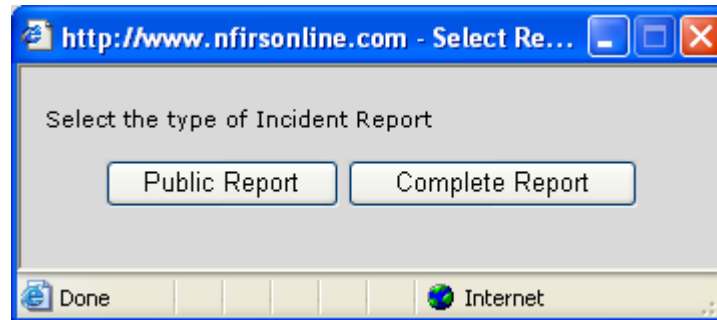 http://www.nfirsonline.com - Select Re...
Select the type of Incident Report
Public Report Complete Report
Done Internet